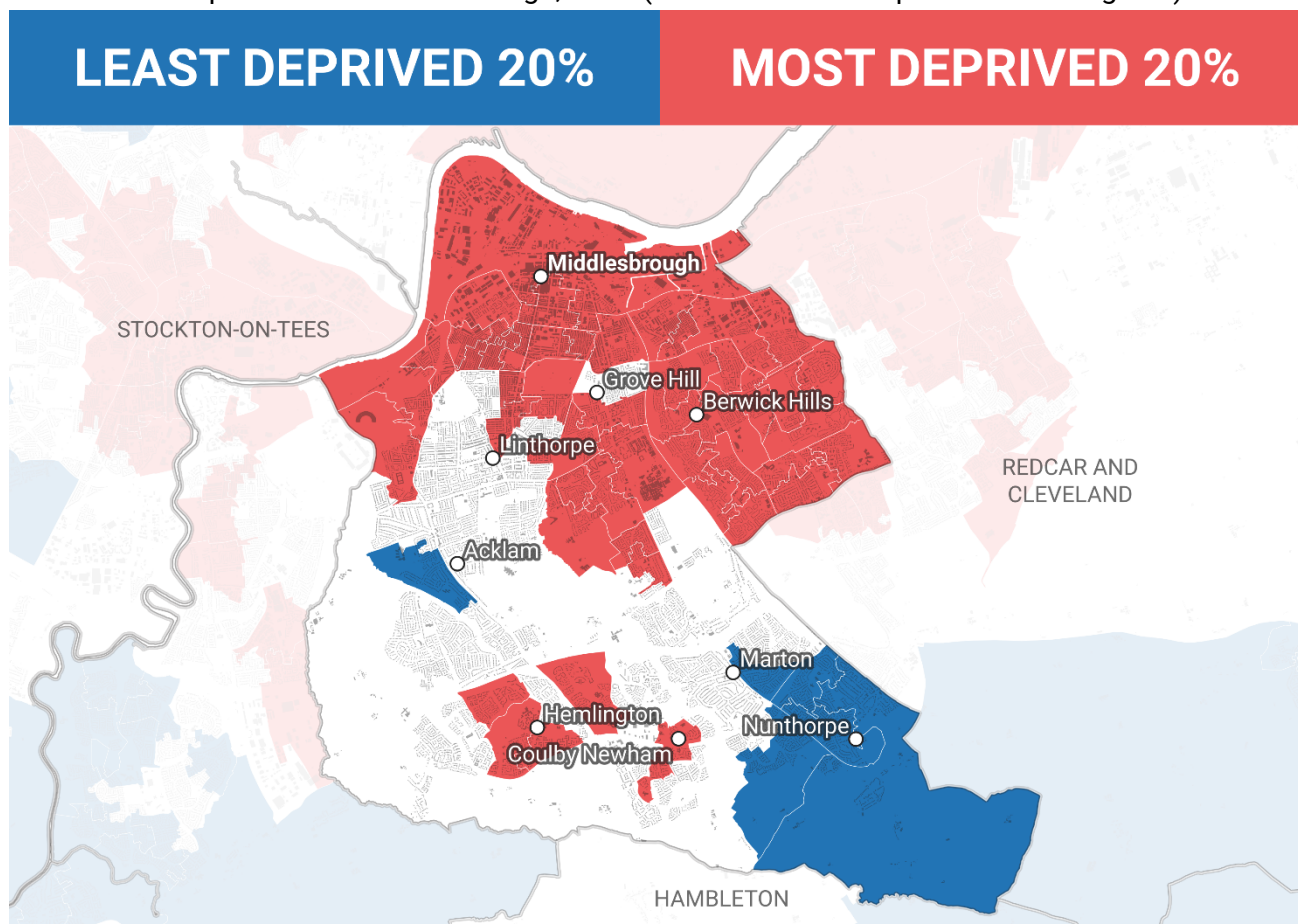 LEAST DEPRIVED 20%
MOST DEPRIVED 20%
Middlesbrough
STOCKTON-ON-TEES
Grove Hill
Berwick Hills
Linthorpe
REDCAR AND
CLEVELAND
Acklam
Marton
Hemlington
Nunthorpe
Coulby Newham
HAMBLETON